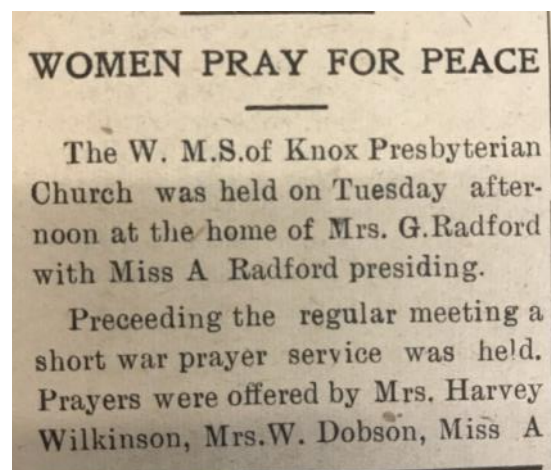 WOMEN PRAY FOR PEACE
The W. M.S.of Knox Presbyterian
Church was held on Tuesday after-
noon at the home of Mrs. G.Radford
with Miss A Radford presiding.
Preceeding the regular meeting a
short war prayer service was held.
Prayers were offered by Mrs. Harvey
Wilkinson, Mrs.W. Dobson, Miss A